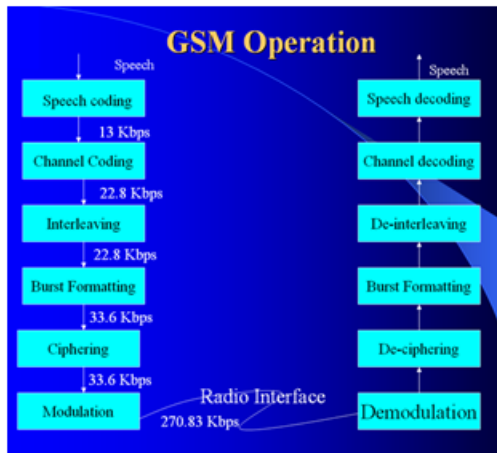 GSM Operation
Speech
Speech coding
13 Kbps
Channel Coding
22.8 Kbps
Interleaving
22.8 Kbps
Burst Formatting
33.6 Kbps
Ciphering
33.6 Kbps
Modulation
Radio Interface
270.83 Kbps
Speech
Speech decoding
Channel decoding
De-interleaving
Burst Formatting
De-ciphering
Demodulation